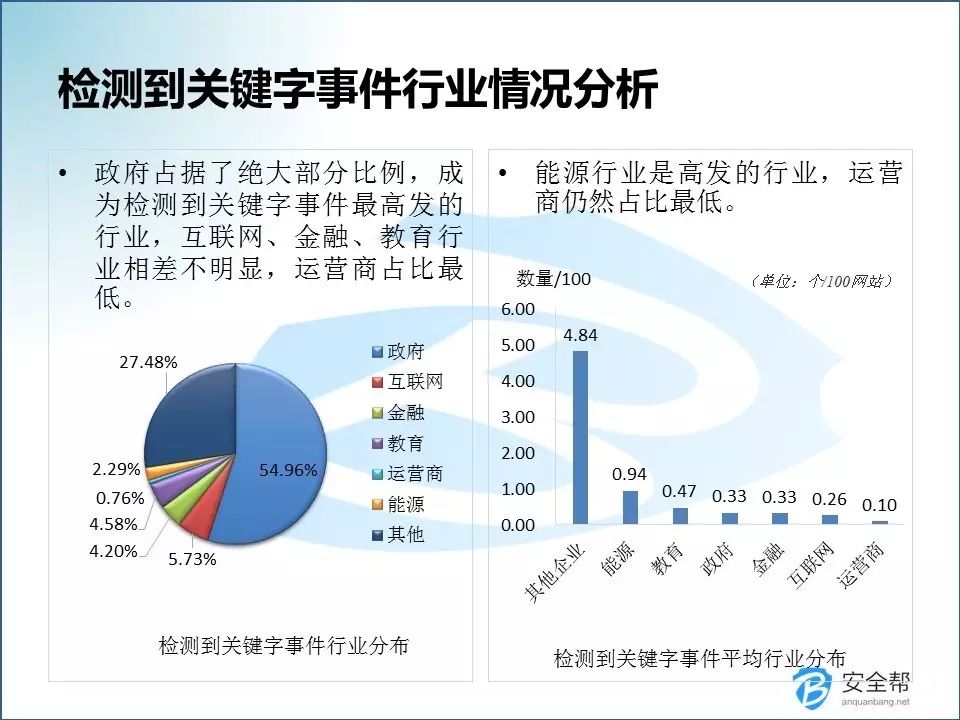 检测到关键字事件行业情况分析
• 政府占据了绝大部分比例，成
为检测到关键字事件最高发的
行业，互联网、金融、教育行
业相差不明显，运营商占比最
低。
27.48%
2.29%
0.76%
4.58%
4.20%
5.73%
54.96%
政府
互联网
金融
教育
运营商
能源
其他
检测到关键字事件行业分布
• 能源行业是高发的行业，运营
商仍然占比最低。
数量/100
（单位：个/100网站）
6.00
5.00
4.00
3.00
2.00
1.00
0.00
4.84
0.94
0.47
0.33
0.33
0.26
0.10
其他企业
能源
教育
政府
金融
互联网
运营商
检测到关键字事件平均行业分布
安全帮
anquanbang.net